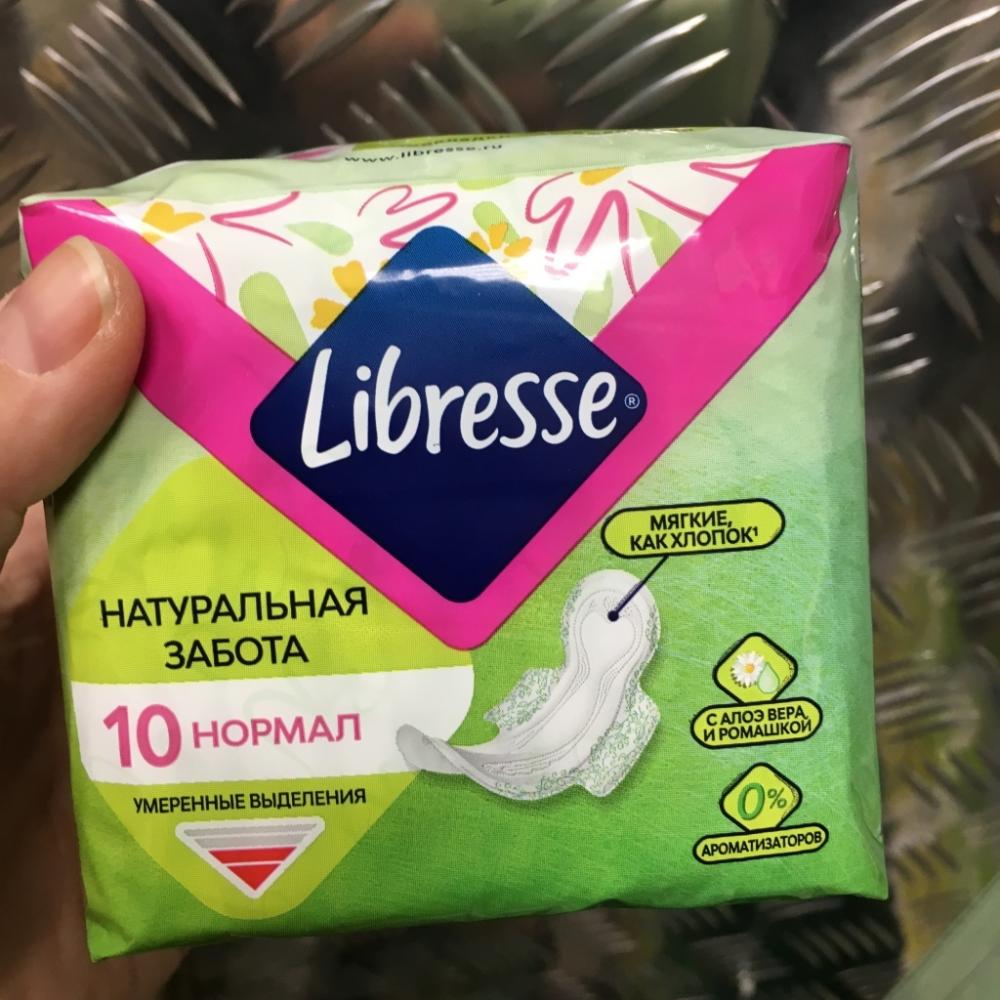 www.libresse.ru
Libresse®
МЯГКИЕ,
КАК ХЛОПОК¹
НАТУРАЛЬНАЯ
ЗАБОТА
10 НОРМАЛ
УМЕРЕННЫЕ ВЫДЕЛЕНИЯ
С АЛОЭ ВЕРА
И РОМАШКОЙ
0%
АРОМАТИЗАТОРОВ